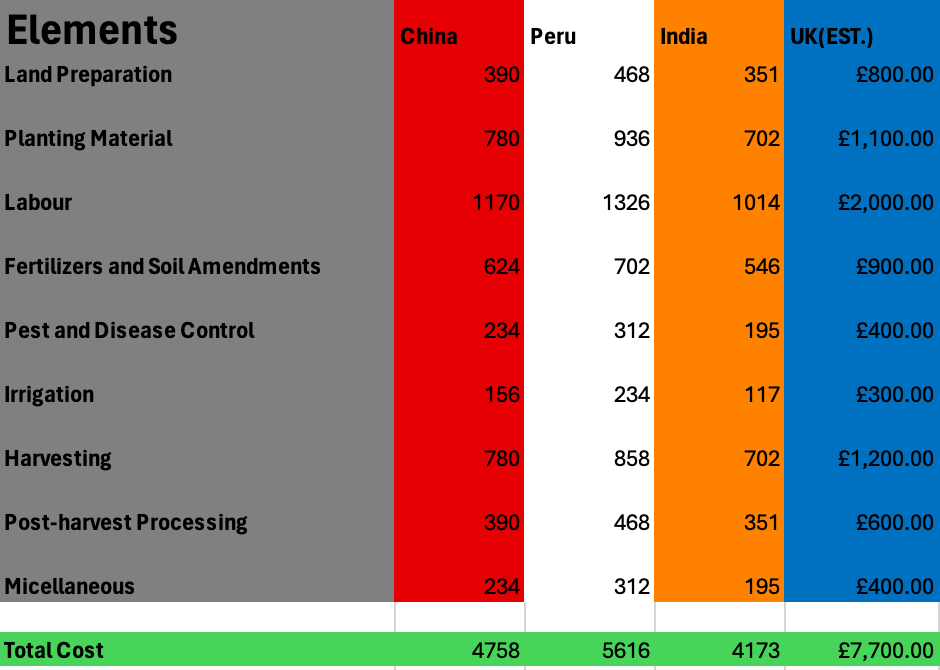 Elements China Peru India UK(EST.)
Land Preparation 390 468 351 £800.00
Planting Material 780 936 702 £1,100.00
Labour 1170 1326 1014 £2,000.00
Fertilizers and Soil Amendments 624 702 546 £900.00
Pest and Disease Control 234 312 195 £400.00
Irrigation 156 234 117 £300.00
Harvesting 780 858 702 £1,200.00
Post-harvest Processing 390 468 351 £600.00
Micellaneous 234 312 195 £400.00
Total Cost 4758 5616 4173 £7,700.00